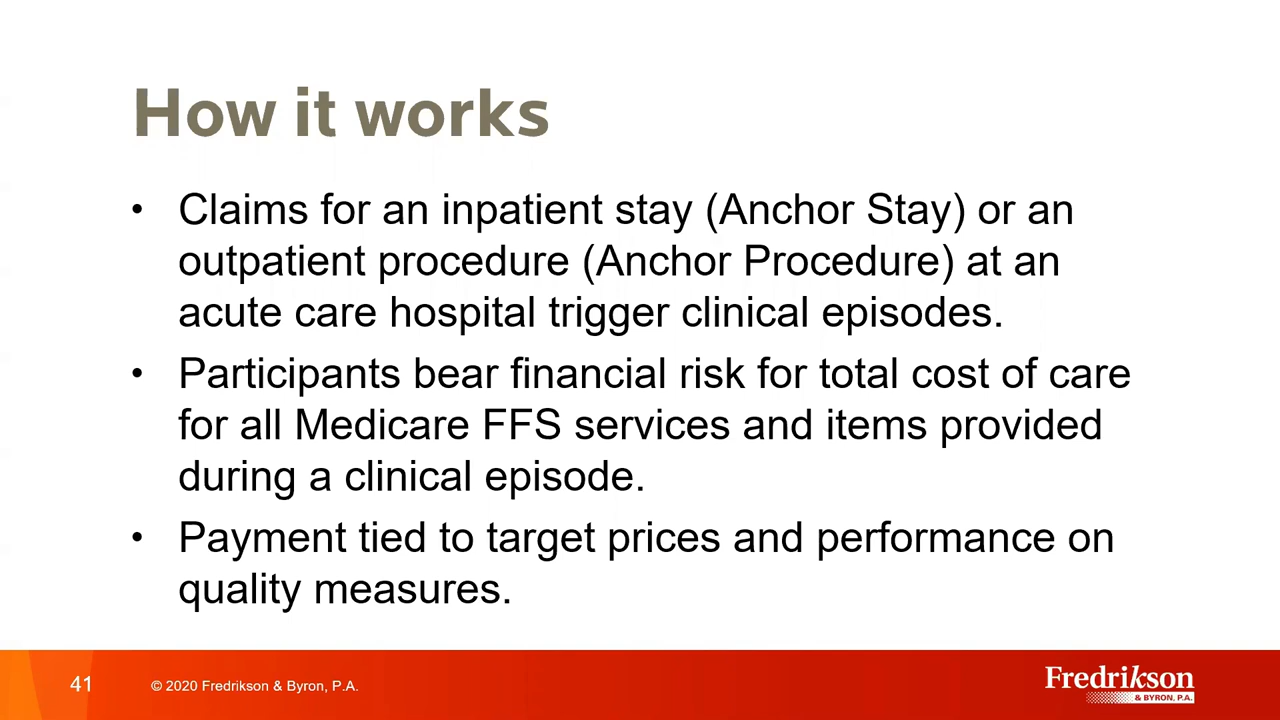 How it works
• Claims for an inpatient stay (Anchor Stay) or an
outpatient procedure (Anchor Procedure) at an
acute care hospital trigger clinical episodes.
• Participants bear financial risk for total cost of care
for all Medicare FFS services and items provided
during a clinical episode.
• Payment tied to target prices and performance on
quality measures.
41
© 2020 Fredrikson & Byron, P.A.
Fredrikson
& BYRON, P.A.